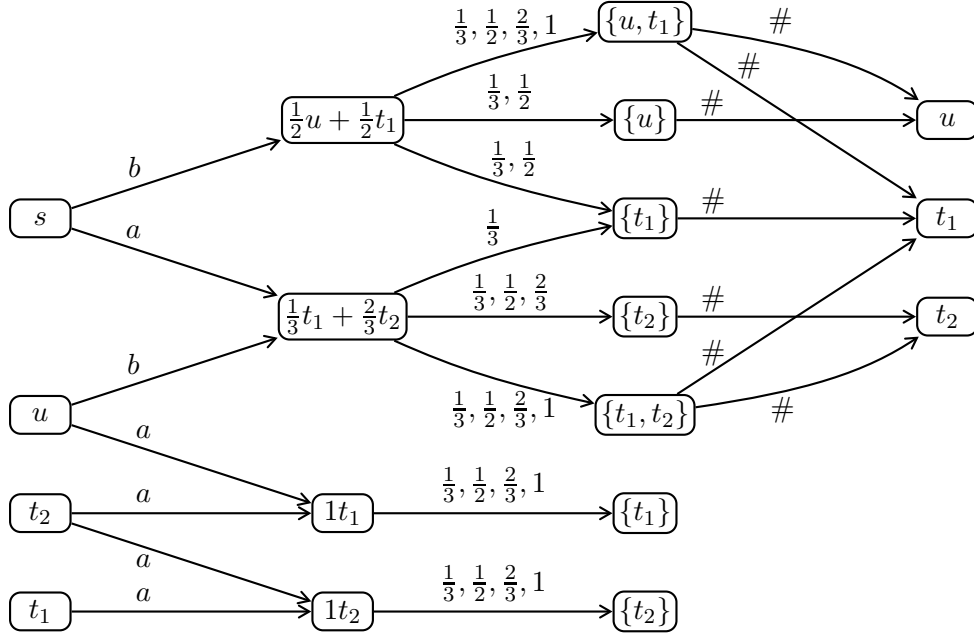 1/3, 1/2, 2/3, 1
{u, t₁}
#
#
1/3, 1/2
1/2u + 1/2t₁
{u}
#
u
b
1/3, 1/2
s
{t₁}
#
t₁
a
1/3
1/3, 1/2, 2/3
1/3t₁ + 2/3t₂
{t₂}
#
t₂
b
#
1/3, 1/2, 2/3, 1
u
{t₁, t₂}
#
a
1/3, 1/2, 2/3, 1
t₂
a
1t₁
{t₁}
a
1/3, 1/2, 2/3, 1
t₁
a
1t₂
{t₂}